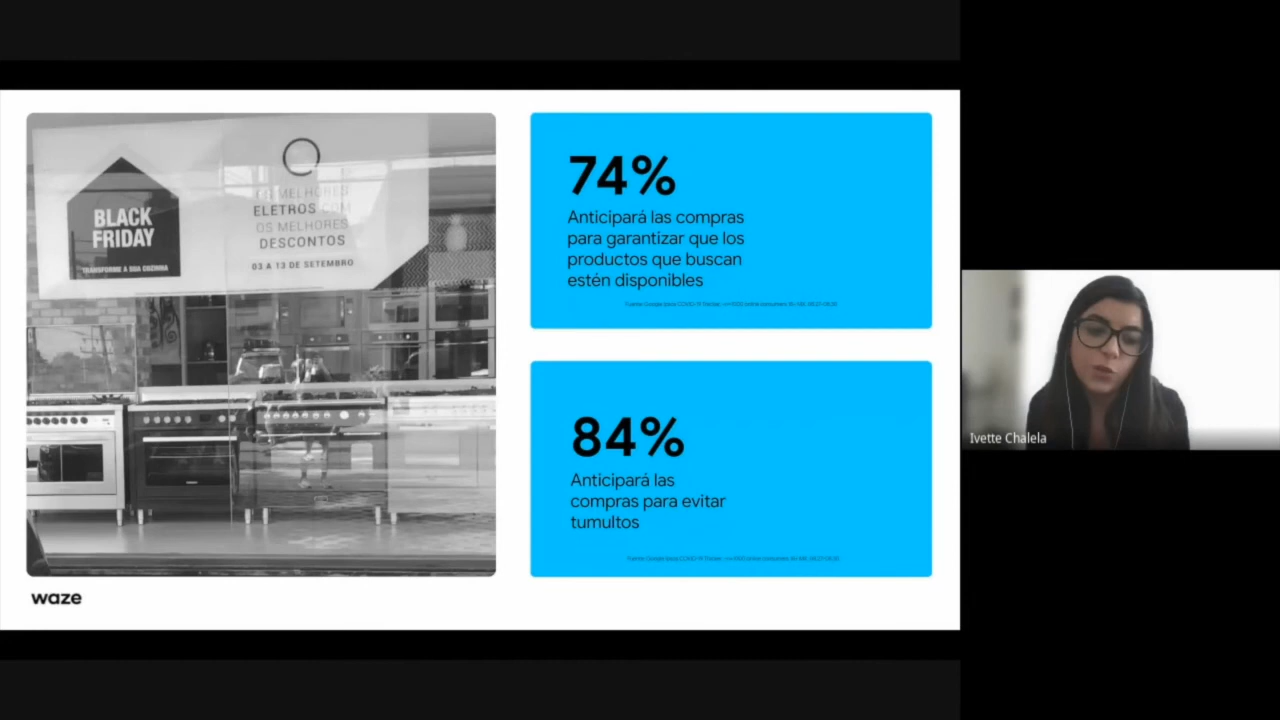 BLACK
FRIDAY
TRANSFORME A SUA COZINHA
OS MELHORES
ELETROS COM
OS MELHORES
DESCONTOS
03 A 13 DE SETEMBRO
74%
Anticipará las compras
para garantizar que los
productos que buscan
estén disponibles
84%
Anticipará las
compras para evitar
tumultos
waze
Ivette Chalela